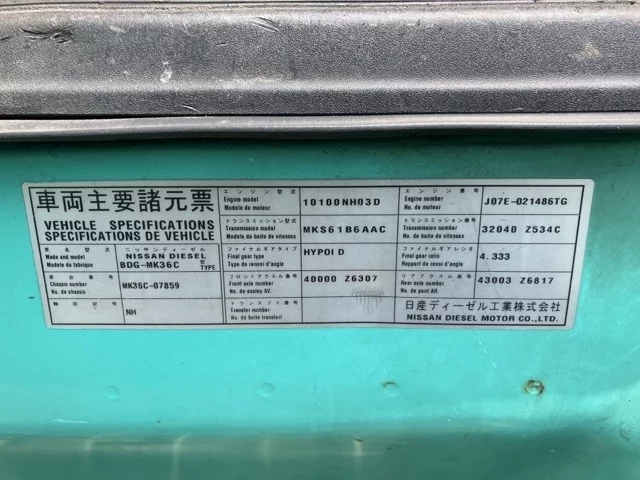 車両主要諸元票
VEHICLE SPECIFICATIONS
SPECIFICATIONS DE VEHICLE
車名型式
Made and model
Modele de fabrique
ニッサンディーゼル
NISSAN DIESEL
BDG-MK36C 型 TYPE
車台番号
Chassis number
No. de chassis
MK36C-07859
NH
エンジン型式
Engine model
Modele de moteur
10100NH03D
トランスミッション型式
Transmission model
Modele de boite de vitesses
MKS61B6AAC
ファイナルギアタイプ
Final gear type
Type de renvoi d'angle
HYPOID
フロントアクスル番号
Front axle number
No. de essieu AV.
40000 Z6307
トランスファ番号
Transfer number
No. de boite transfert
エンジン番号
Engine number
No. de moteur
J07E-021486TG
トランスミッション番号
Transmission number
No. de boite de vitesses
32040 Z534C
ファイナルギアレシオ
Final gear ratio
Rapport de renvoi d'angle
4.333
リアアクスル番号
Rear axle number
No. de pont AR.
43003 Z6817
日産ディーゼル工業株式会社
NISSAN DIESEL MOTOR CO.,LTD.